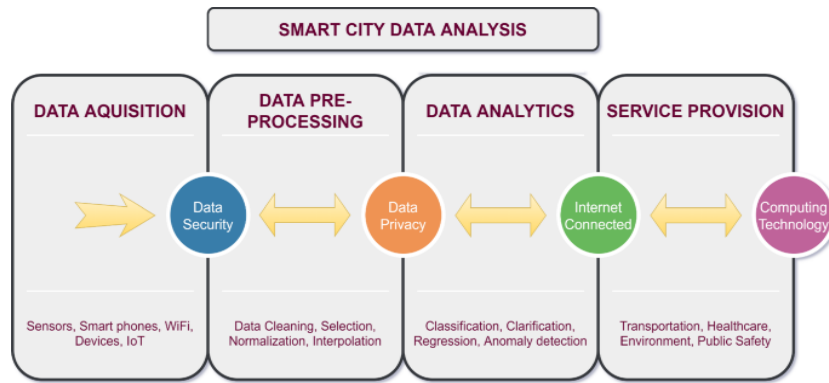 SMART CITY DATA ANALYSIS
DATA AQUISITION
DATA PRE-
PROCESSING
DATA ANALYTICS
SERVICE PROVISION
Data
Security
Data
Privacy
Internet
Connected
Computing
Technology
Sensors, Smart phones, WiFi,
Devices, IoT
Data Cleaning, Selection,
Normalization, Interpolation
Classification, Clarification,
Regression, Anomaly detection
Transportation, Healthcare,
Environment, Public Safety